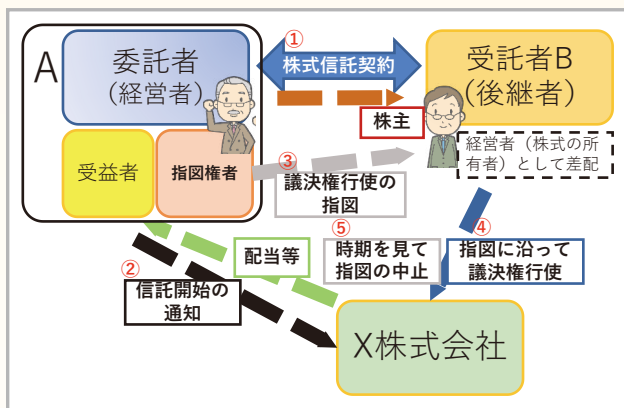 A
委託者
（経営者）
①
株式信託契約
受託者B
（後継者）
株主
経営者（株式の所
有者）として差配
受益者
指図権者
③
議決権行使の
指図
②
信託開始の
通知
配当等
⑤
時期を見て
指図の中止
④
指図に沿って
議決権行使
X株式会社